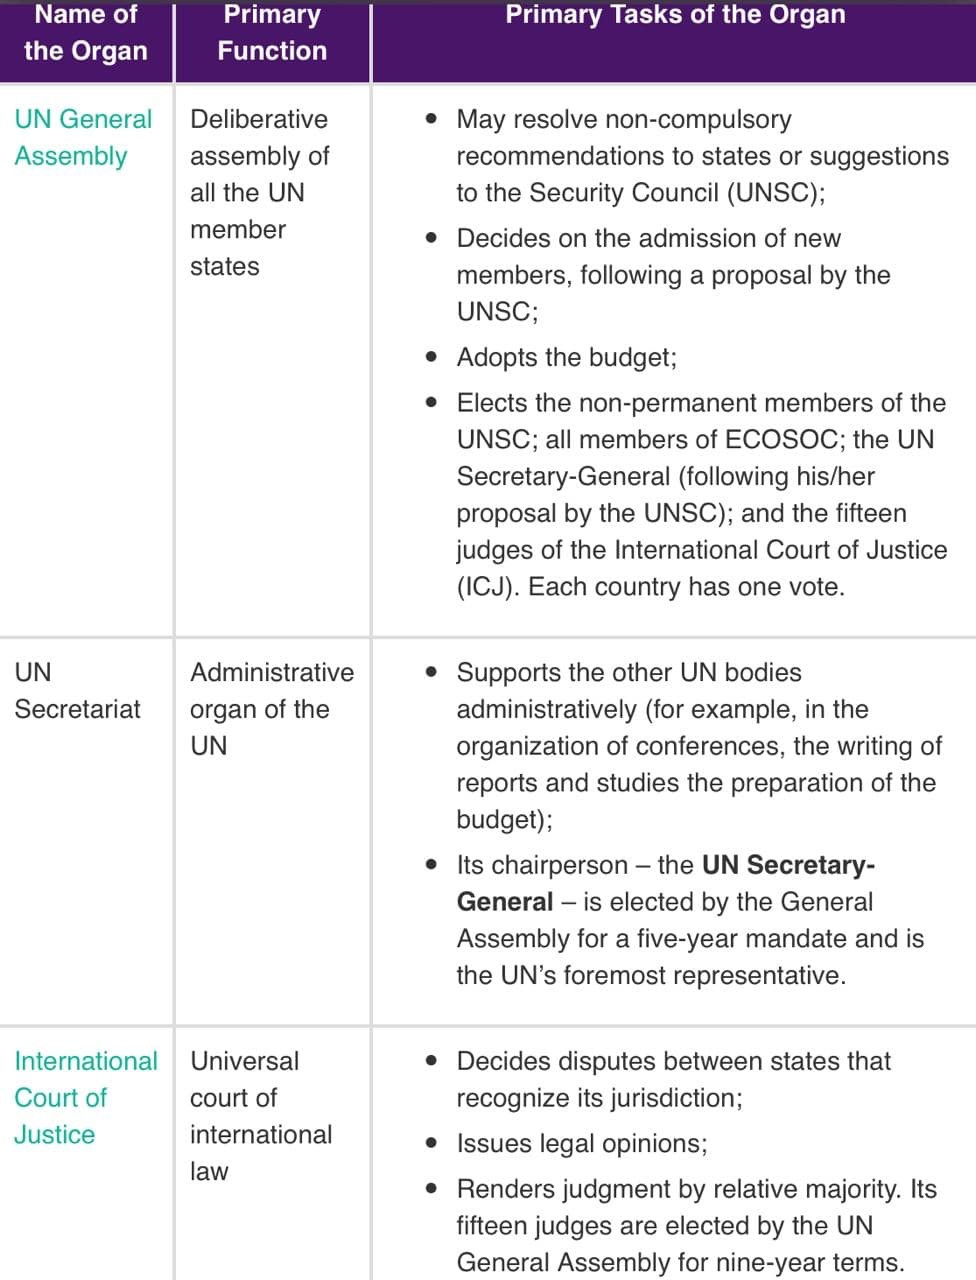 Name of
the Organ
Primary
Function
Primary Tasks of the Organ
UN General
Assembly
Deliberative
assembly of
all the UN
member
states
• May resolve non-compulsory
recommendations to states or suggestions
to the Security Council (UNSC);
• Decides on the admission of new
members, following a proposal by the
UNSC;
• Adopts the budget;
• Elects the non-permanent members of the
UNSC; all members of ECOSOC; the UN
Secretary-General (following his/her
proposal by the UNSC); and the fifteen
judges of the International Court of Justice
(ICJ). Each country has one vote.
UN
Secretariat
Administrative
organ of the
UN
• Supports the other UN bodies
administratively (for example, in the
organization of conferences, the writing of
reports and studies the preparation of the
budget);
• Its chairperson – the UN Secretary-
General – is elected by the General
Assembly for a five-year mandate and is
the UN’s foremost representative.
International
Court of
Justice
Universal
court of
international
law
• Decides disputes between states that
recognize its jurisdiction;
• Issues legal opinions;
• Renders judgment by relative majority. Its
fifteen judges are elected by the UN
General Assembly for nine-year terms.